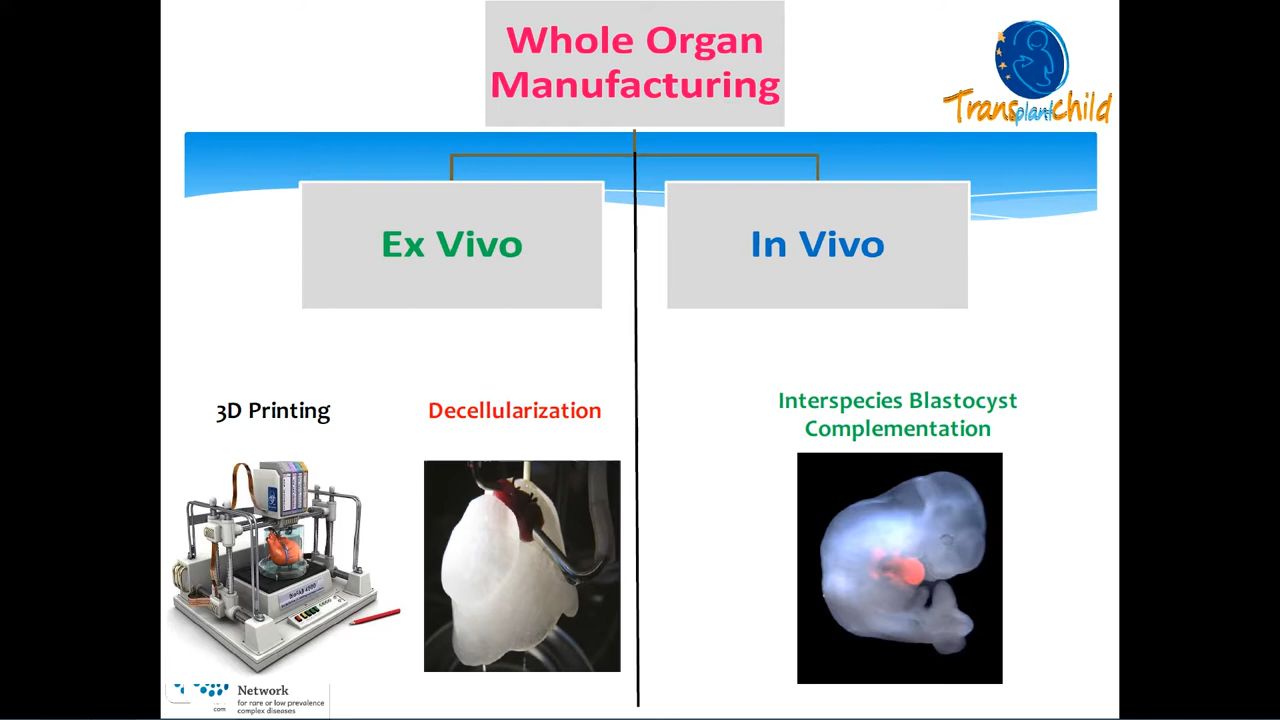 Whole Organ
Manufacturing
Transplantchild
Ex Vivo
In Vivo
3D Printing
Decellularization
Interspecies Blastocyst
Complementation
Network
for rare or low prevalence
complex diseases
com